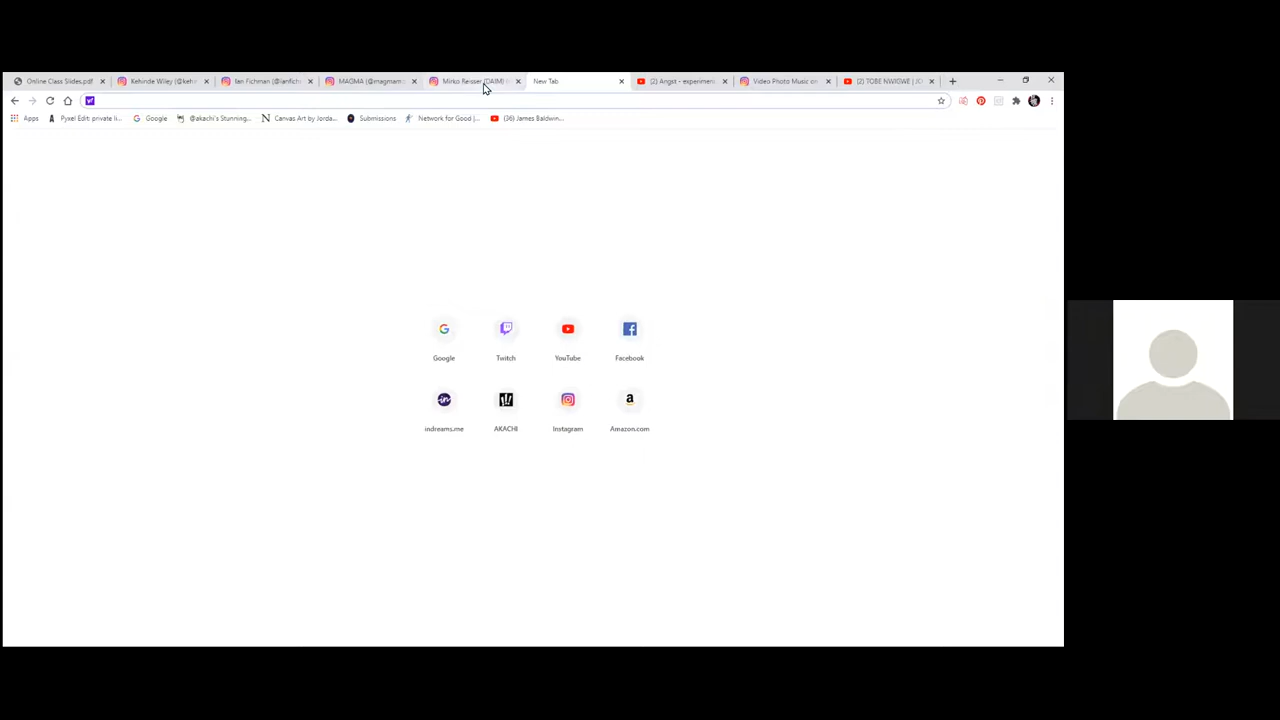 Online Class Slides.pdf
Kehinde Wiley (@kehi
Ian Fichman (@ianfich
MAGMA (@magmam
Mirko Reisser (DAIM)
New Tab
(2) Angst - experimen
Video Photo Music on
(2) TOBE NWIGWE | JO
Apps
Pyxel Edit: private li...
Google
@akachi's Stunning...
Canvas Art by Jorda...
Submissions
Network for Good |...
(36) James Baldwin...
Google
Twitch
YouTube
Facebook
indreams.me
AKACHI
Instagram
Amazon.com